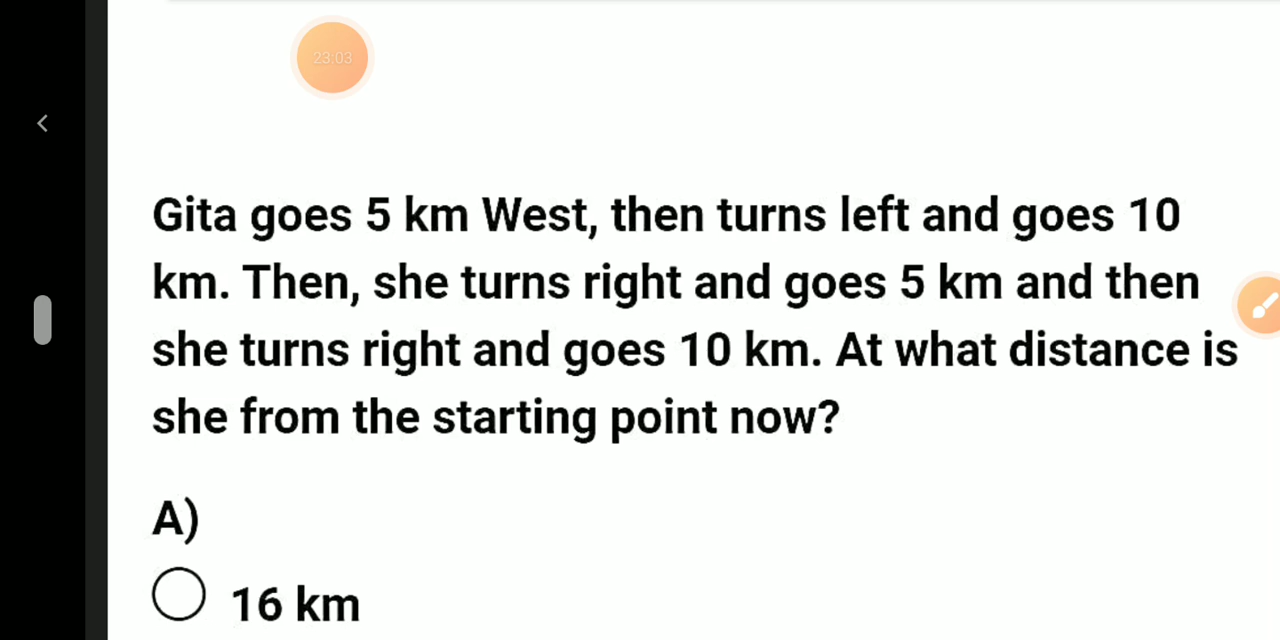 23:03
Gita goes 5 km West, then turns left and goes 10
km. Then, she turns right and goes 5 km and then
she turns right and goes 10 km. At what distance is
she from the starting point now?
A)
16 km